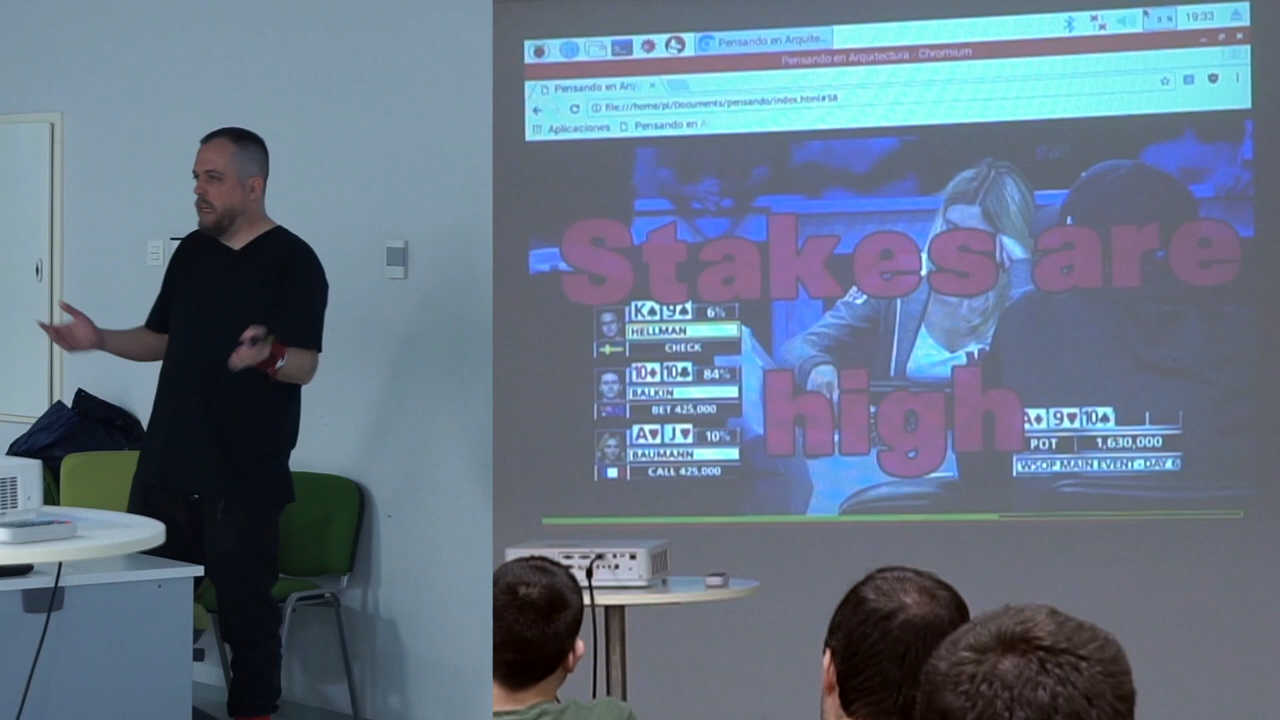 Pensando en Arquite...
19:33
Pensando en Arquitectura - Chromium
Pensando en Arq
file:///home/pi/Documents/pensando/index.html#58
Aplicaciones
Pensando en A
Stakes are
high
K♠ 9♠ 6%
HELLMAN
CHECK
10♦ 10♣ 84%
BALKIN
BET 425,000
A♥ J♥ 10%
BAUMANN
CALL 425,000
A♦ 9♥ 10♠
POT 1,630,000
WSOP MAIN EVENT - DAY 6